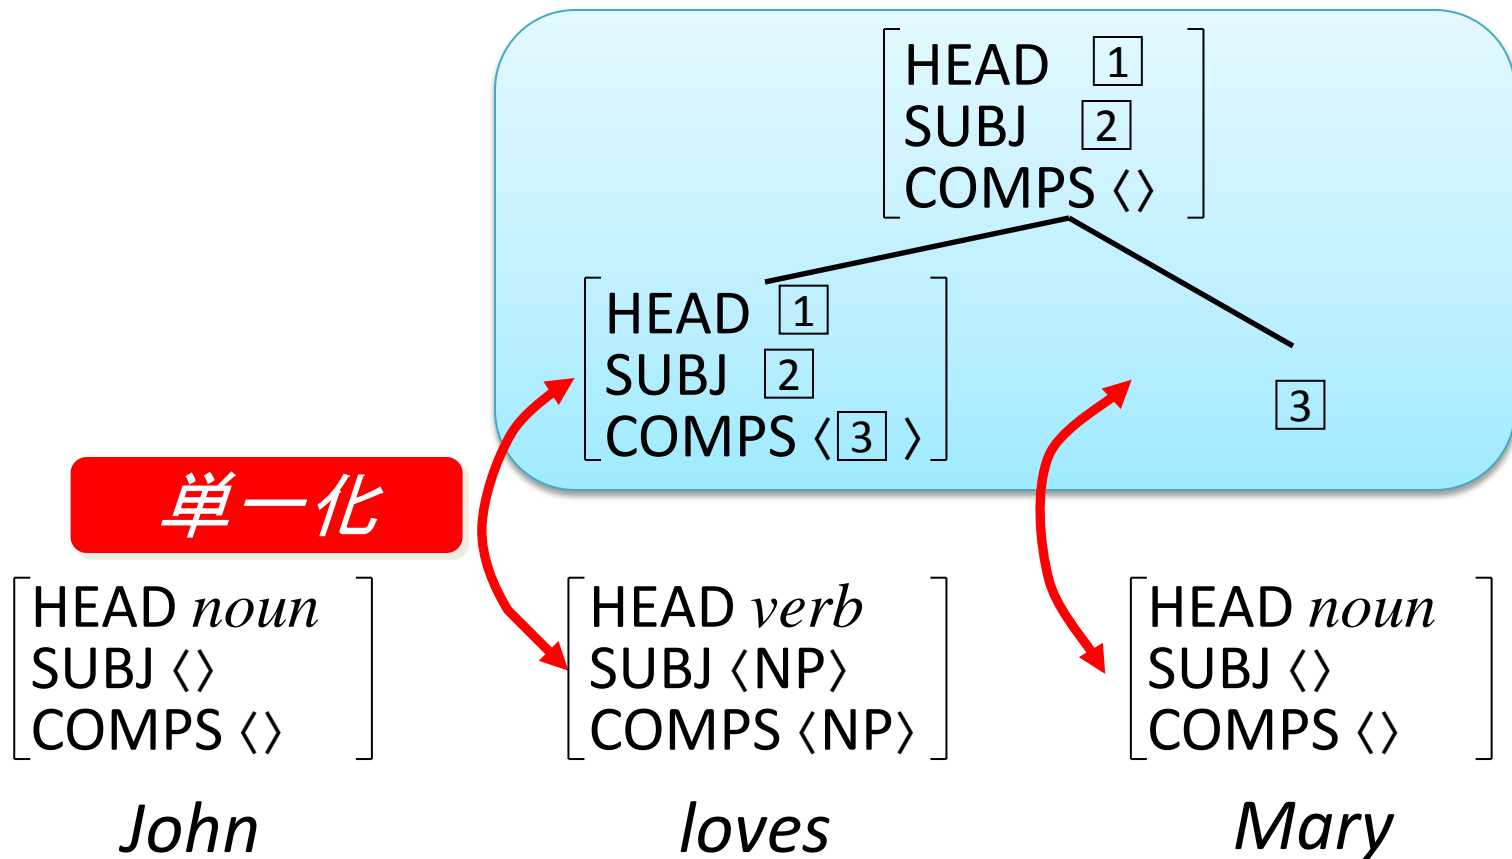 HEAD 1
SUBJ 2
COMPS 〈〉
HEAD 1
SUBJ 2
COMPS 〈3〉
3
単一化
HEAD noun
SUBJ 〈〉
COMPS 〈〉
John
HEAD verb
SUBJ 〈NP〉
COMPS 〈NP〉
loves
HEAD noun
SUBJ 〈〉
COMPS 〈〉
Mary